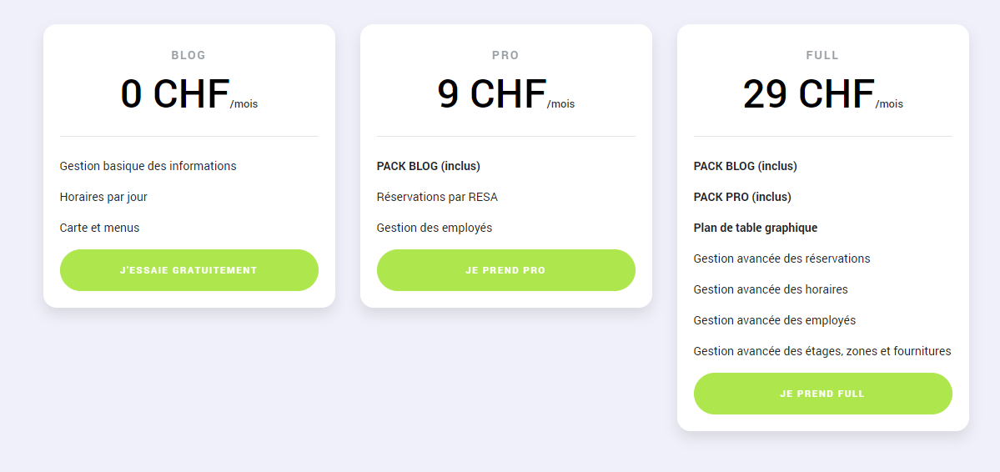 BLOG
0 CHF/mois
Gestion basique des informations
Horaires par jour
Carte et menus
J'ESSAIE GRATUITEMENT
PRO
9 CHF/mois
PACK BLOG (inclus)
Réservations par RESA
Gestion des employés
JE PREND PRO
FULL
29 CHF/mois
PACK BLOG (inclus)
PACK PRO (inclus)
Plan de table graphique
Gestion avancée des réservations
Gestion avancée des horaires
Gestion avancée des employés
Gestion avancée des étages, zones et fournitures
JE PREND FULL